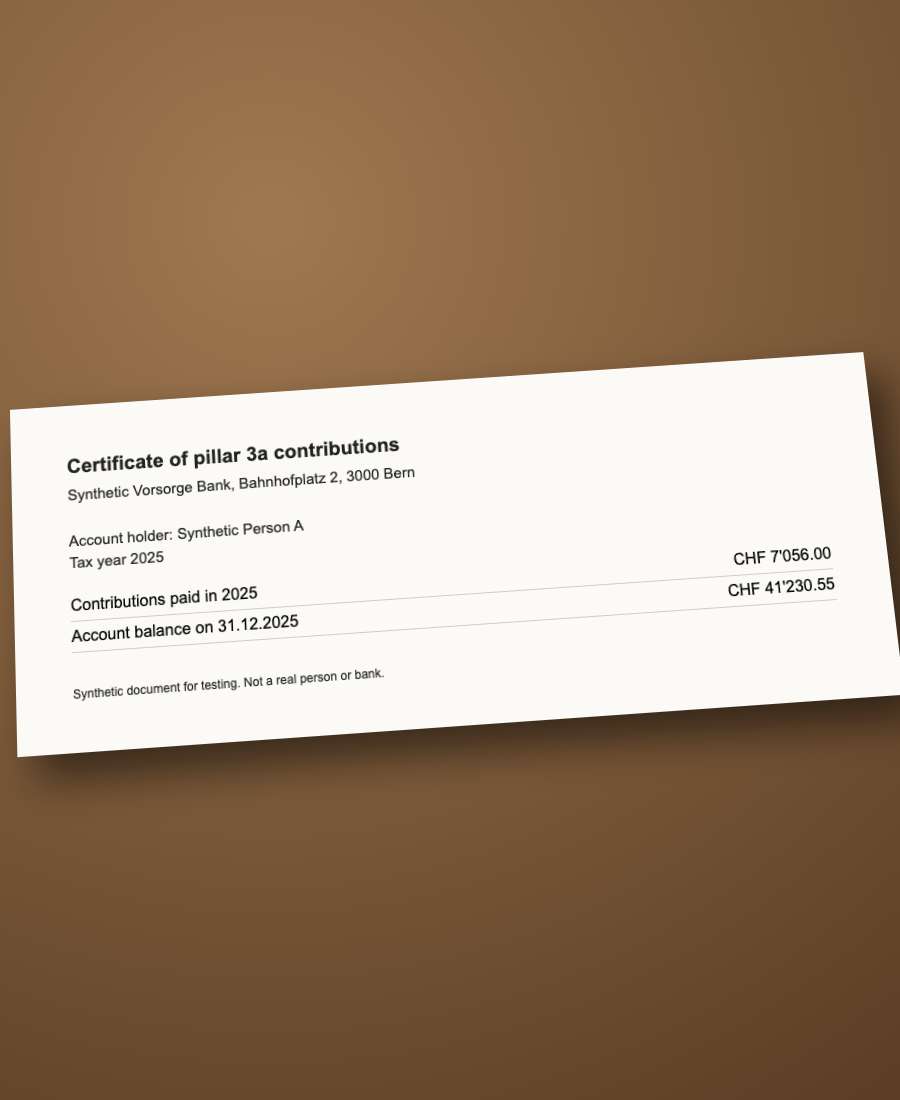 Certificate of pillar 3a contributions
Synthetic Vorsorge Bank, Bahnhofplatz 2, 3000 Bern
Account holder: Synthetic Person A
Tax year 2025
Contributions paid in 2025 CHF 7'056.00
Account balance on 31.12.2025 CHF 41'230.55
Synthetic document for testing. Not a real person or bank.